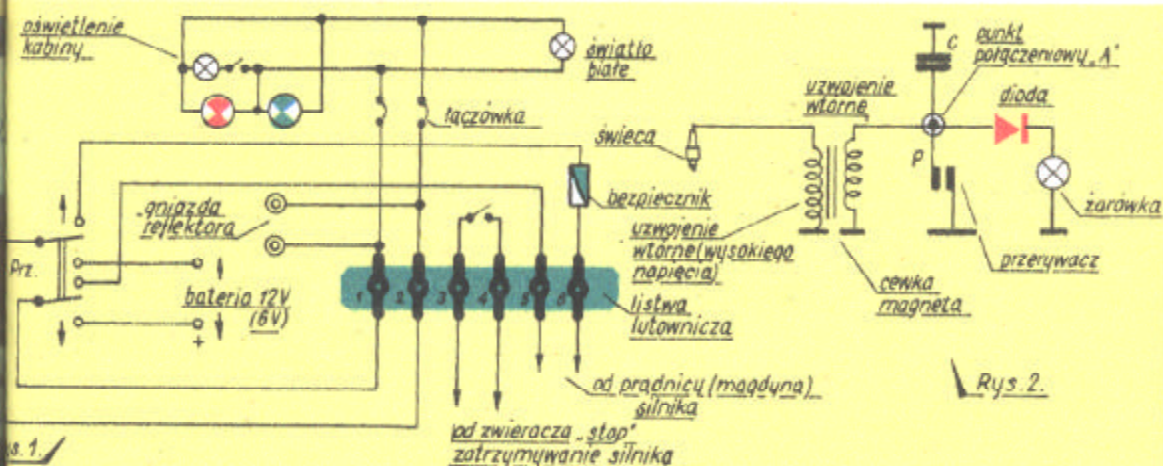 oświetlenie
kabiny
światło
białe
łączówka
bezpiecznik
gniazda
reflektora
Prz.
bateria 12V
(6V)
+
1 2 3 4 5 6
listwa
lutownicza
od prądnicy (magdyna)
silnika
od zwieracza „stop"
zatrzymywanie silnika
s. 1.
C
punkt
połączeniowy „A"
uzwojenie
wtórne
dioda
świeca
P
żarówka
uzwojenie
wtórne (wysokiego
napięcia)
przerywacz
cewka
magneta
Rys. 2.